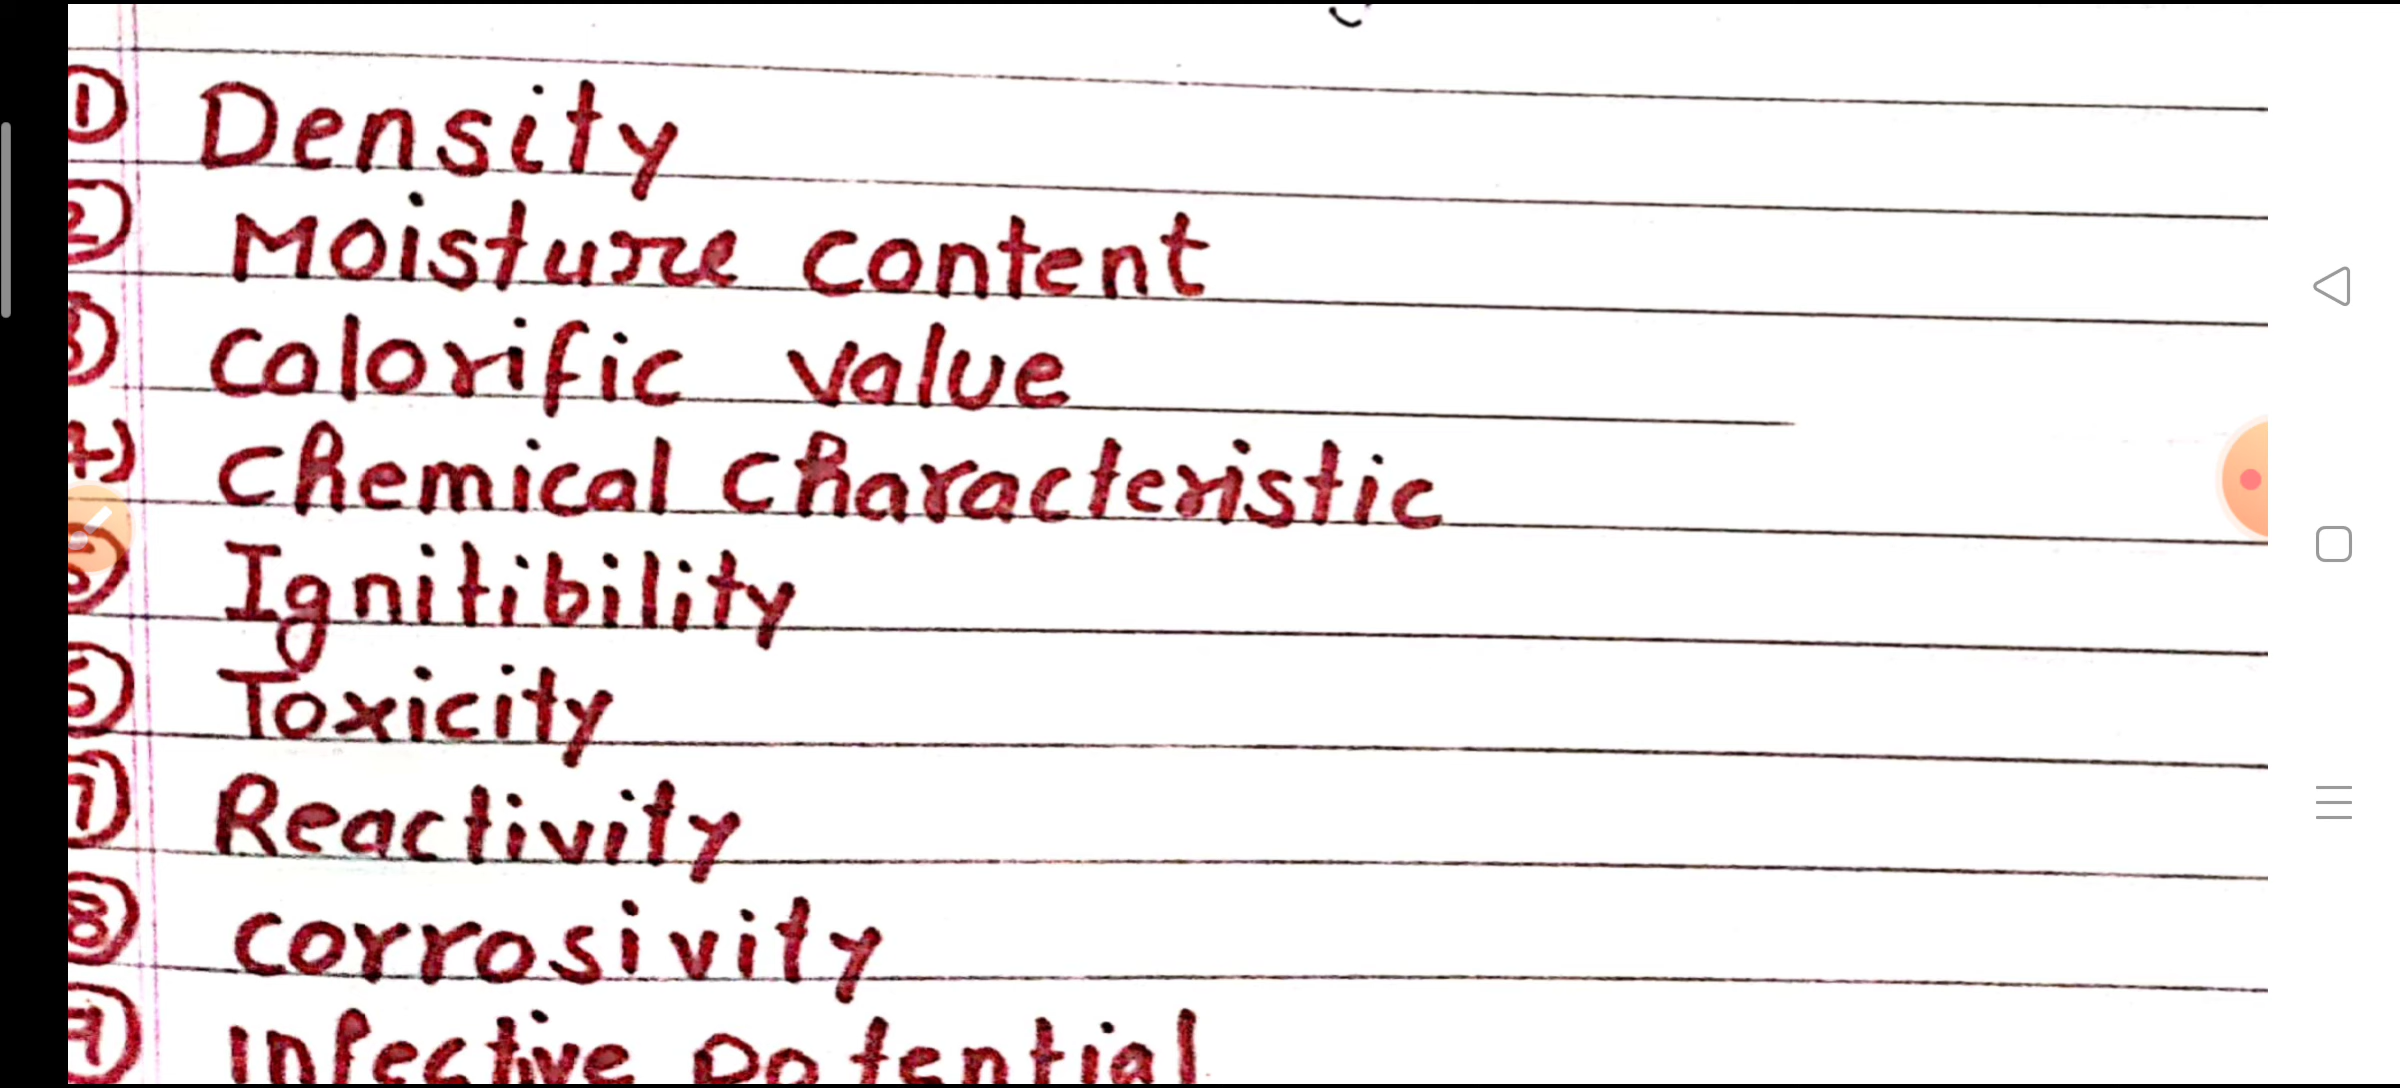 ① Density
② Moisture content
③ Calorific value
4) Chemical characteristic
⑤ Ignitibility
⑥ Toxicity
⑦ Reactivity
⑧ Corrosivity
⑨ Infective potential